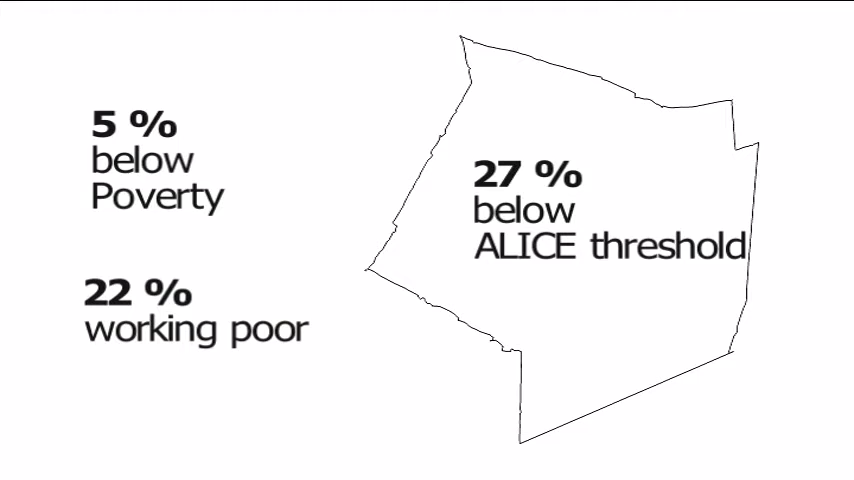 5 %
below
Poverty
22 %
working poor
27 %
below
ALICE threshold